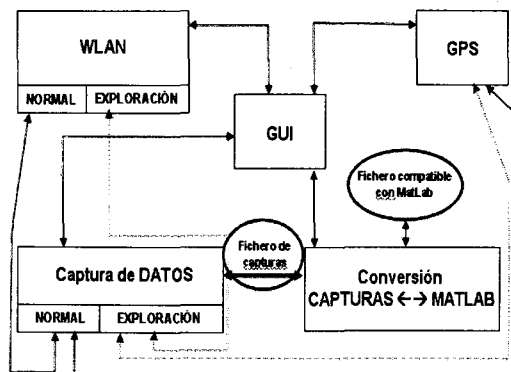 WLAN
NORMAL
EXPLORACIÓN
GPS
GUI
Fichero compatible
con MatLab
Fichero de
capturas
Captura de DATOS
NORMAL
EXPLORACIÓN
Conversión
CAPTURAS ←→ MATLAB